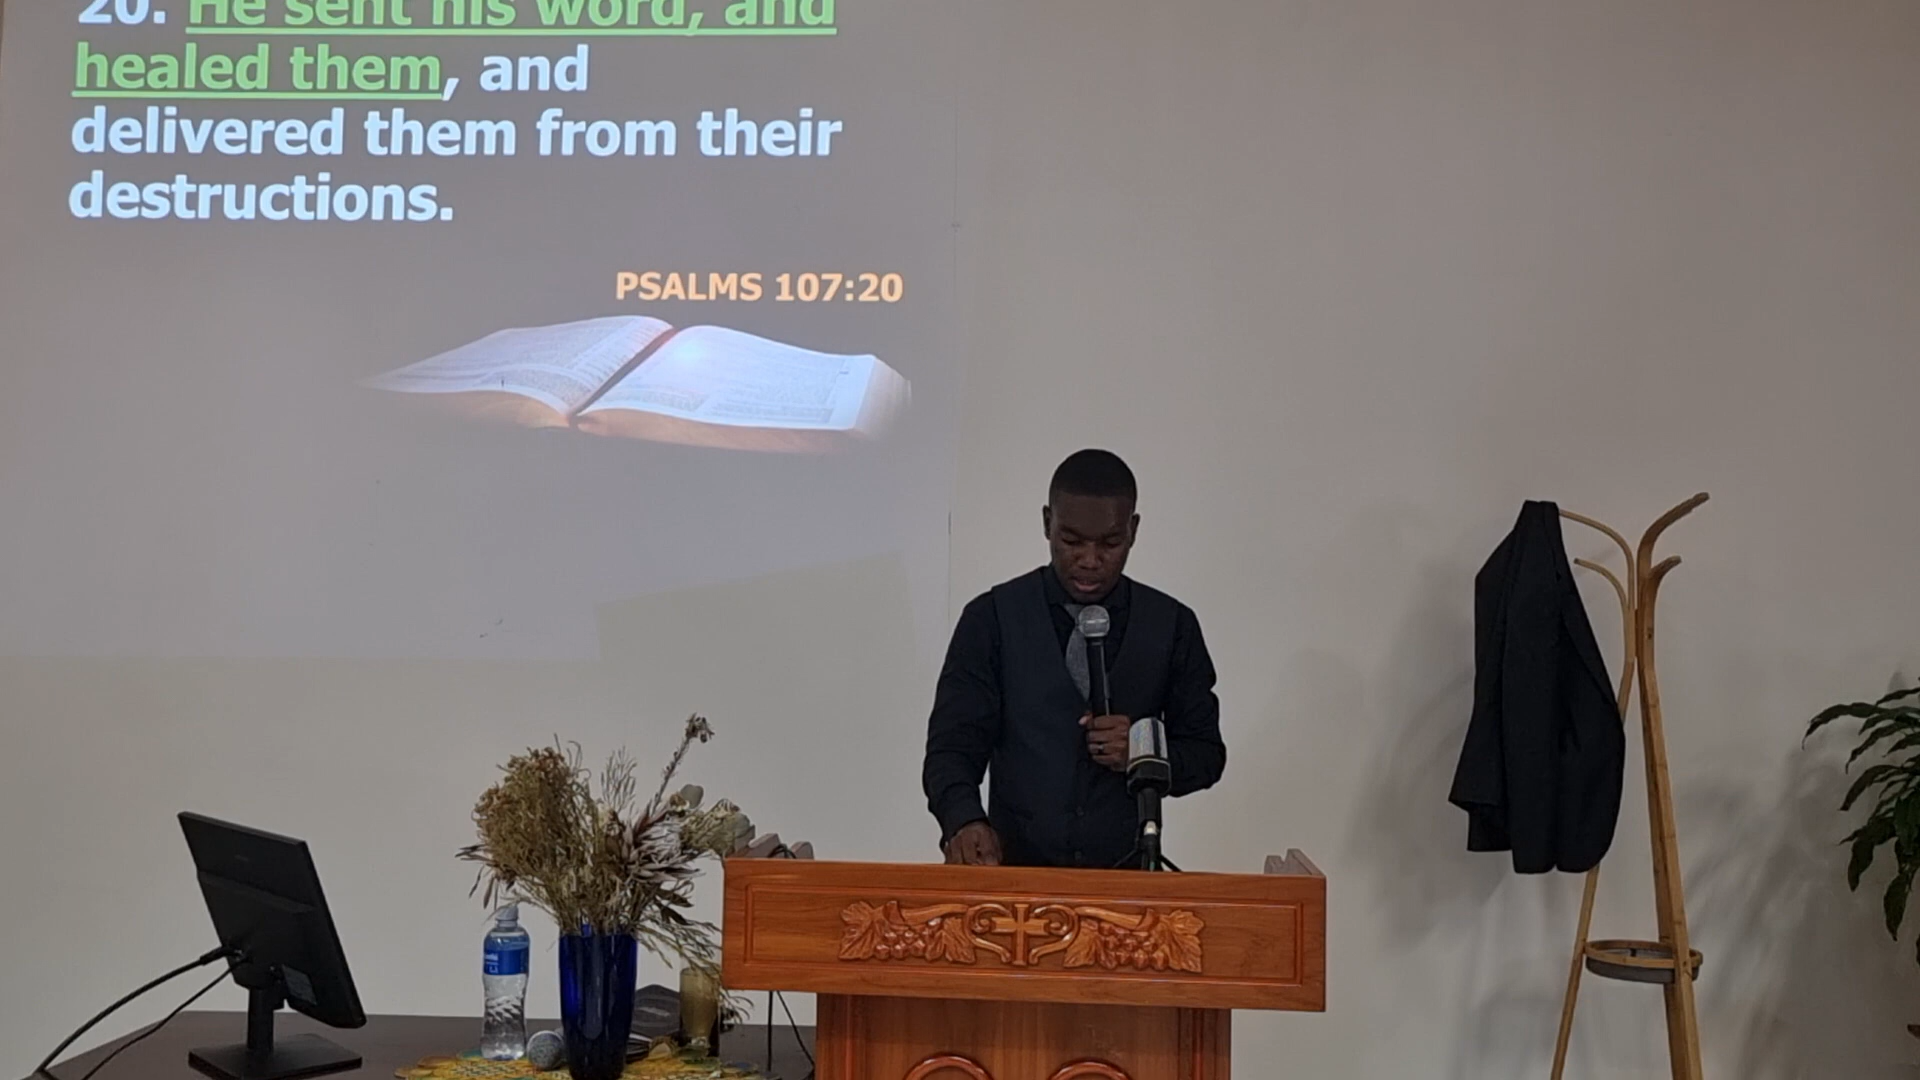 20. He sent his word, and
healed them, and
delivered them from their
destructions.
PSALMS 107:20